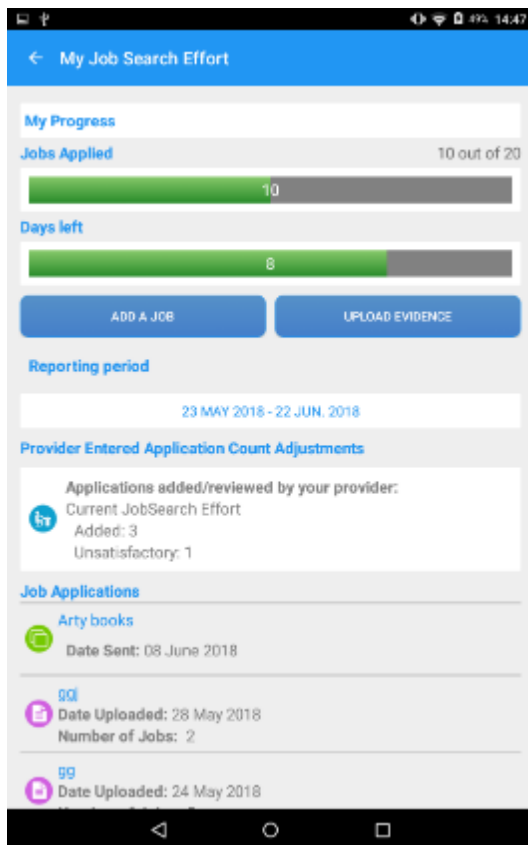 49% 14:47
My Job Search Effort
My Progress
Jobs Applied 10 out of 20
10
Days left
8
ADD A JOB UPLOAD EVIDENCE
Reporting period
23 MAY 2018 - 22 JUN. 2018
Provider Entered Application Count Adjustments
Applications added/reviewed by your provider:
Current JobSearch Effort
Added: 3
Unsatisfactory: 1
Job Applications
Arty books
Date Sent: 08 June 2018
Date Uploaded: 28 May 2018
Number of Jobs: 2
gg
Date Uploaded: 24 May 2018